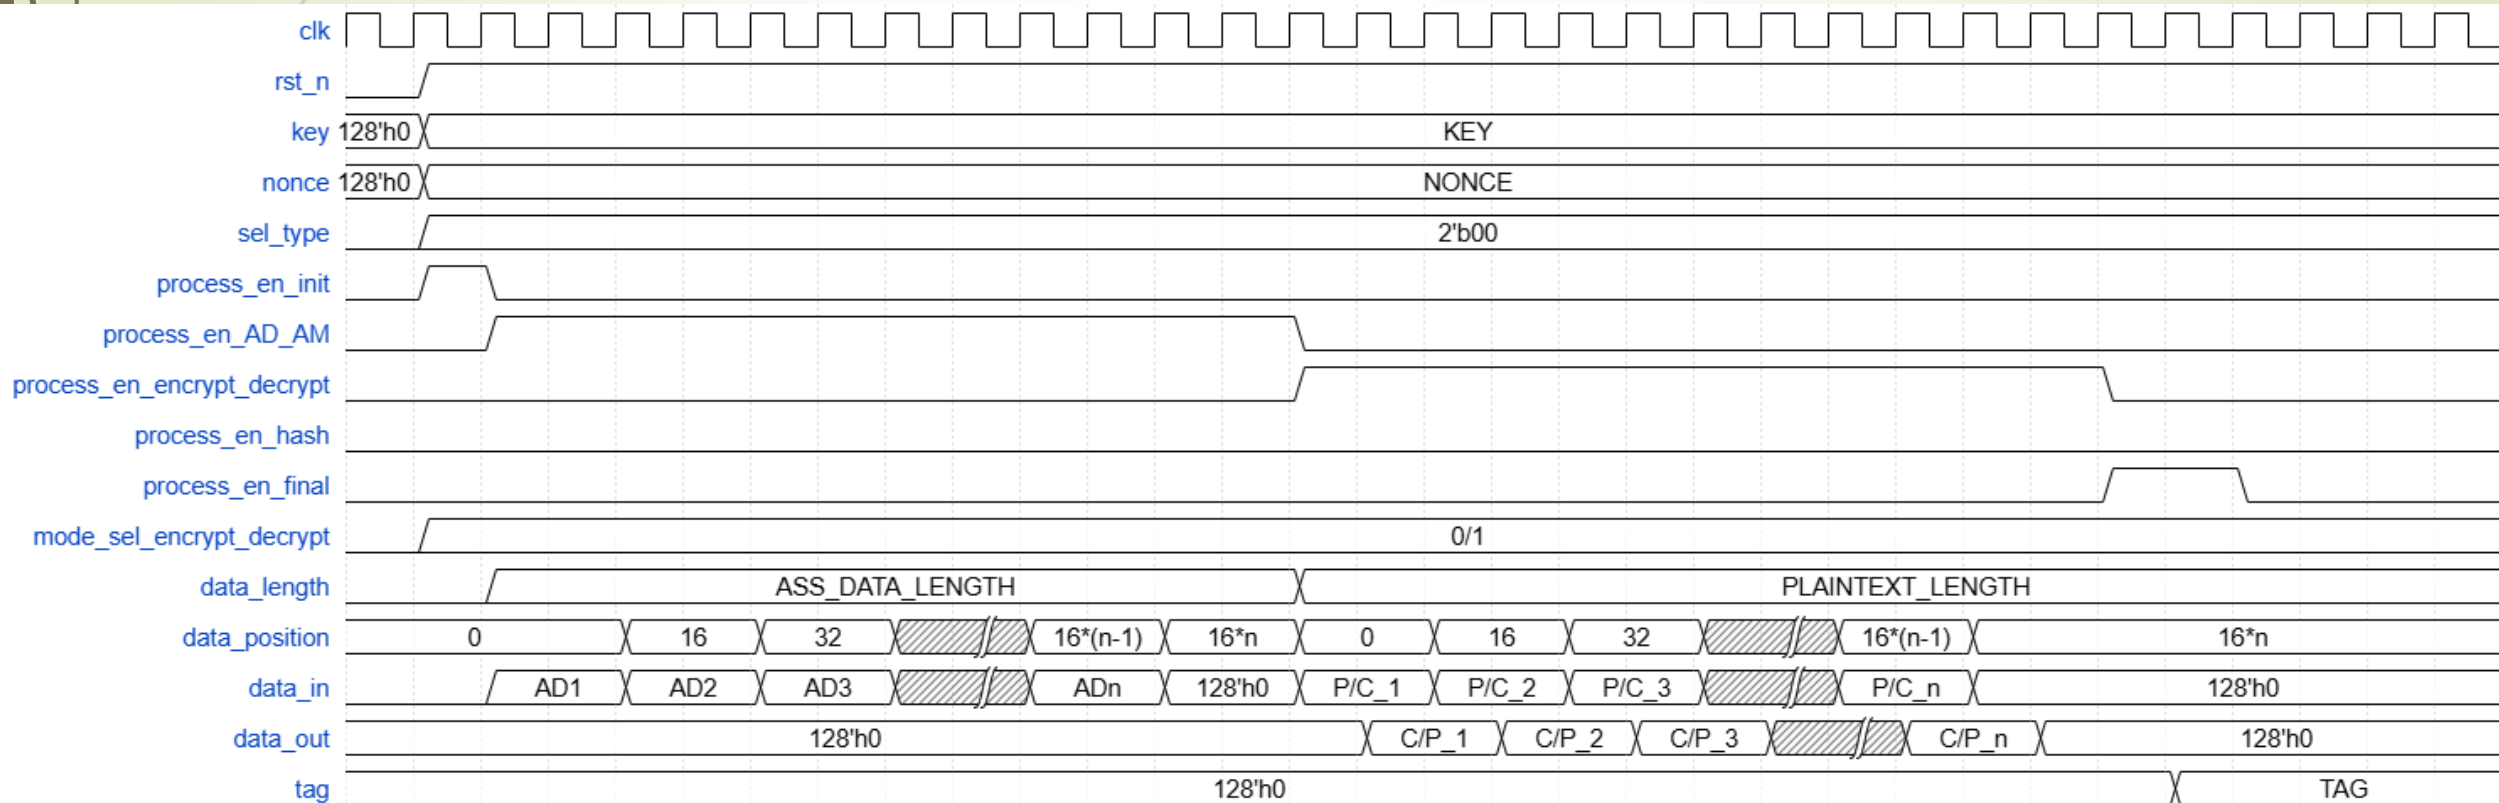 clk
rst_n
key 128'h0 KEY
nonce 128'h0 NONCE
sel_type 2'b00
process_en_init
process_en_AD_AM
process_en_encrypt_decrypt
process_en_hash
process_en_final
mode_sel_encrypt_decrypt 0/1
data_length ASS_DATA_LENGTH PLAINTEXT_LENGTH
data_position 0 16 32 16*(n-1) 16*n 0 16 32 16*(n-1) 16*n
data_in AD1 AD2 AD3 ADn 128'h0 P/C_1 P/C_2 P/C_3 P/C_n 128'h0
data_out 128'h0 C/P_1 C/P_2 C/P_3 C/P_n 128'h0
tag 128'h0 TAG